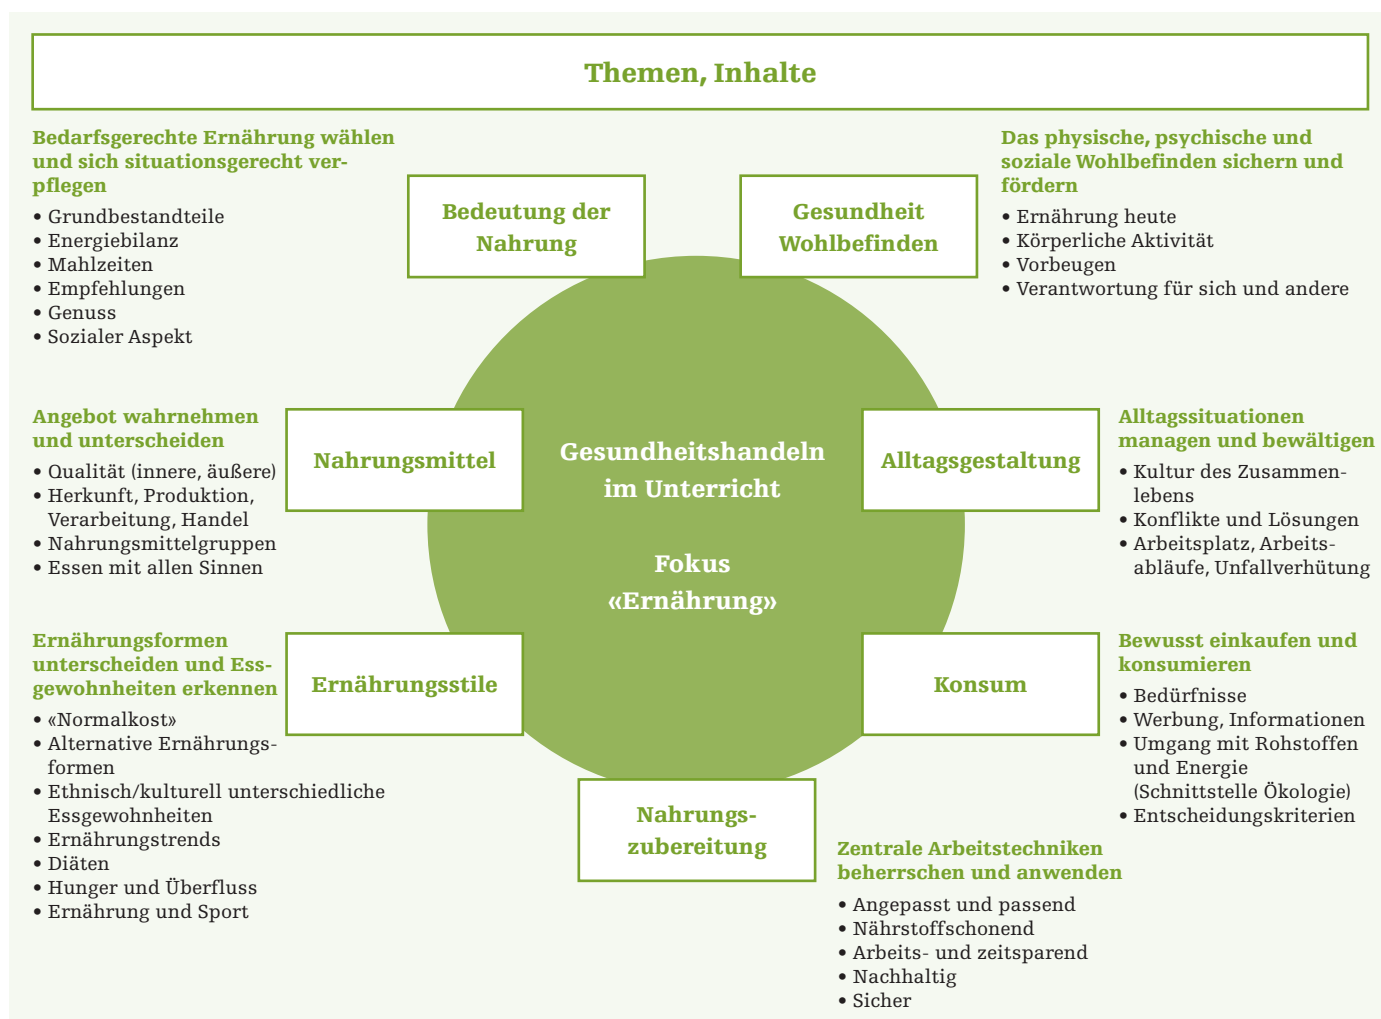 Themen, Inhalte
Bedarfsgerechte Ernährung wählen
und sich situationsgerecht ver-
pflegen
• Grundbestandteile
• Energiebilanz
• Mahlzeiten
• Empfehlungen
• Genuss
• Sozialer Aspekt
Bedeutung der
Nahrung
Gesundheit
Wohlbefinden
Das physische, psychische und
soziale Wohlbefinden sichern und
fördern
• Ernährung heute
• Körperliche Aktivität
• Vorbeugen
• Verantwortung für sich und andere
Angebot wahrnehmen
und unterscheiden
• Qualität (innere, äußere)
• Herkunft, Produktion,
Verarbeitung, Handel
• Nahrungsmittelgruppen
• Essen mit allen Sinnen
Nahrungsmittel
Gesundheitshandeln
im Unterricht
Fokus
«Ernährung»
Alltagsgestaltung
Alltagssituationen
managen und bewältigen
• Kultur des Zusammen-
lebens
• Konflikte und Lösungen
• Arbeitsplatz, Arbeits-
abläufe, Unfallverhütung
Ernährungsformen
unterscheiden und Ess-
gewohnheiten erkennen
• «Normalkost»
• Alternative Ernährungs-
formen
• Ethnisch/kulturell unterschiedliche
Essgewohnheiten
• Ernährungstrends
• Diäten
• Hunger und Überfluss
• Ernährung und Sport
Ernährungsstile
Konsum
Bewusst einkaufen und
konsumieren
• Bedürfnisse
• Werbung, Informationen
• Umgang mit Rohstoffen
und Energie
(Schnittstelle Ökologie)
• Entscheidungskriterien
Nahrungs-
zubereitung
Zentrale Arbeitstechniken
beherrschen und anwenden
• Angepasst und passend
• Nährstoffschonend
• Arbeits- und zeitsparend
• Nachhaltig
• Sicher